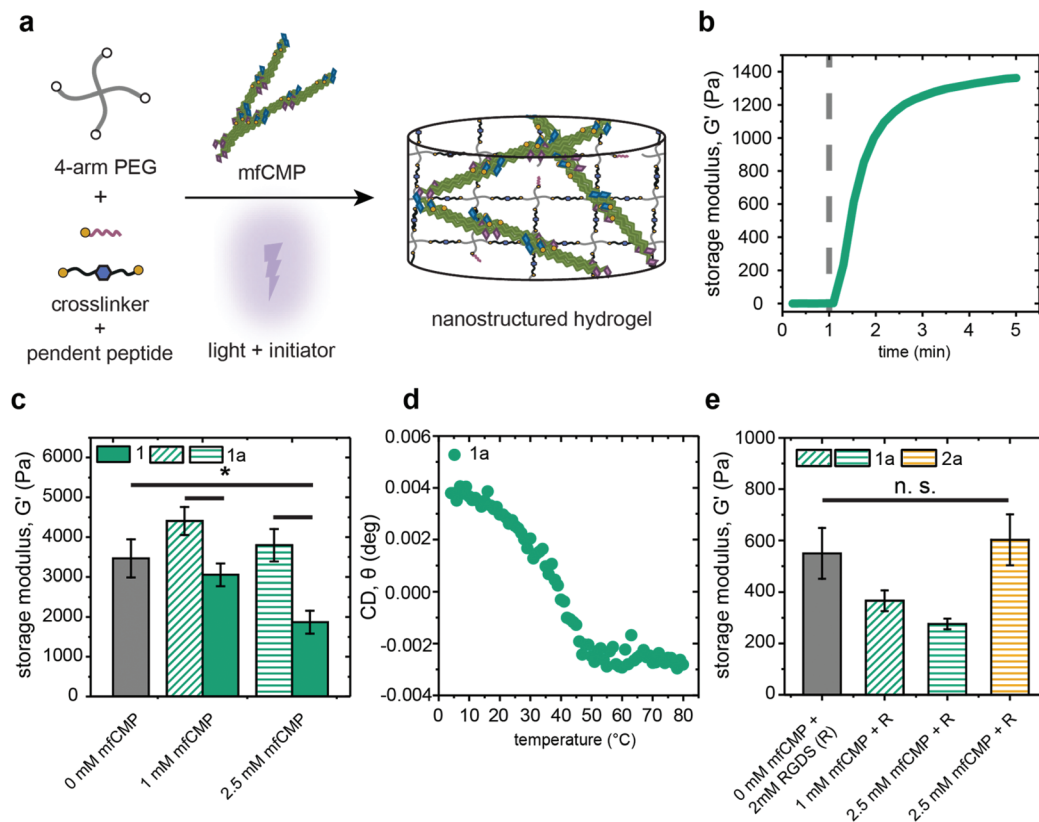 a
4-arm PEG
+
crosslinker
+
pendent peptide
mfCMP
light + initiator
nanostructured hydrogel
b
storage modulus, G' (Pa)
1400
1200
1000
800
600
400
200
0
0 1 2 3 4 5
time (min)
c
storage modulus, G' (Pa)
6000
5000
4000
3000
2000
1000
0
1 1a
*
0 mM mfCMP
1 mM mfCMP
2.5 mM mfCMP
d
CD, θ (deg)
0.006
0.004
0.002
0.000
-0.002
-0.004
1a
0 10 20 30 40 50 60 70 80
temperature (°C)
e
storage modulus, G' (Pa)
1000
800
600
400
200
0
1a 2a
n. s.
0 mM mfCMP +
2mM RGDS (R)
1 mM mfCMP + R
2.5 mM mfCMP + R
2.5 mM mfCMP + R